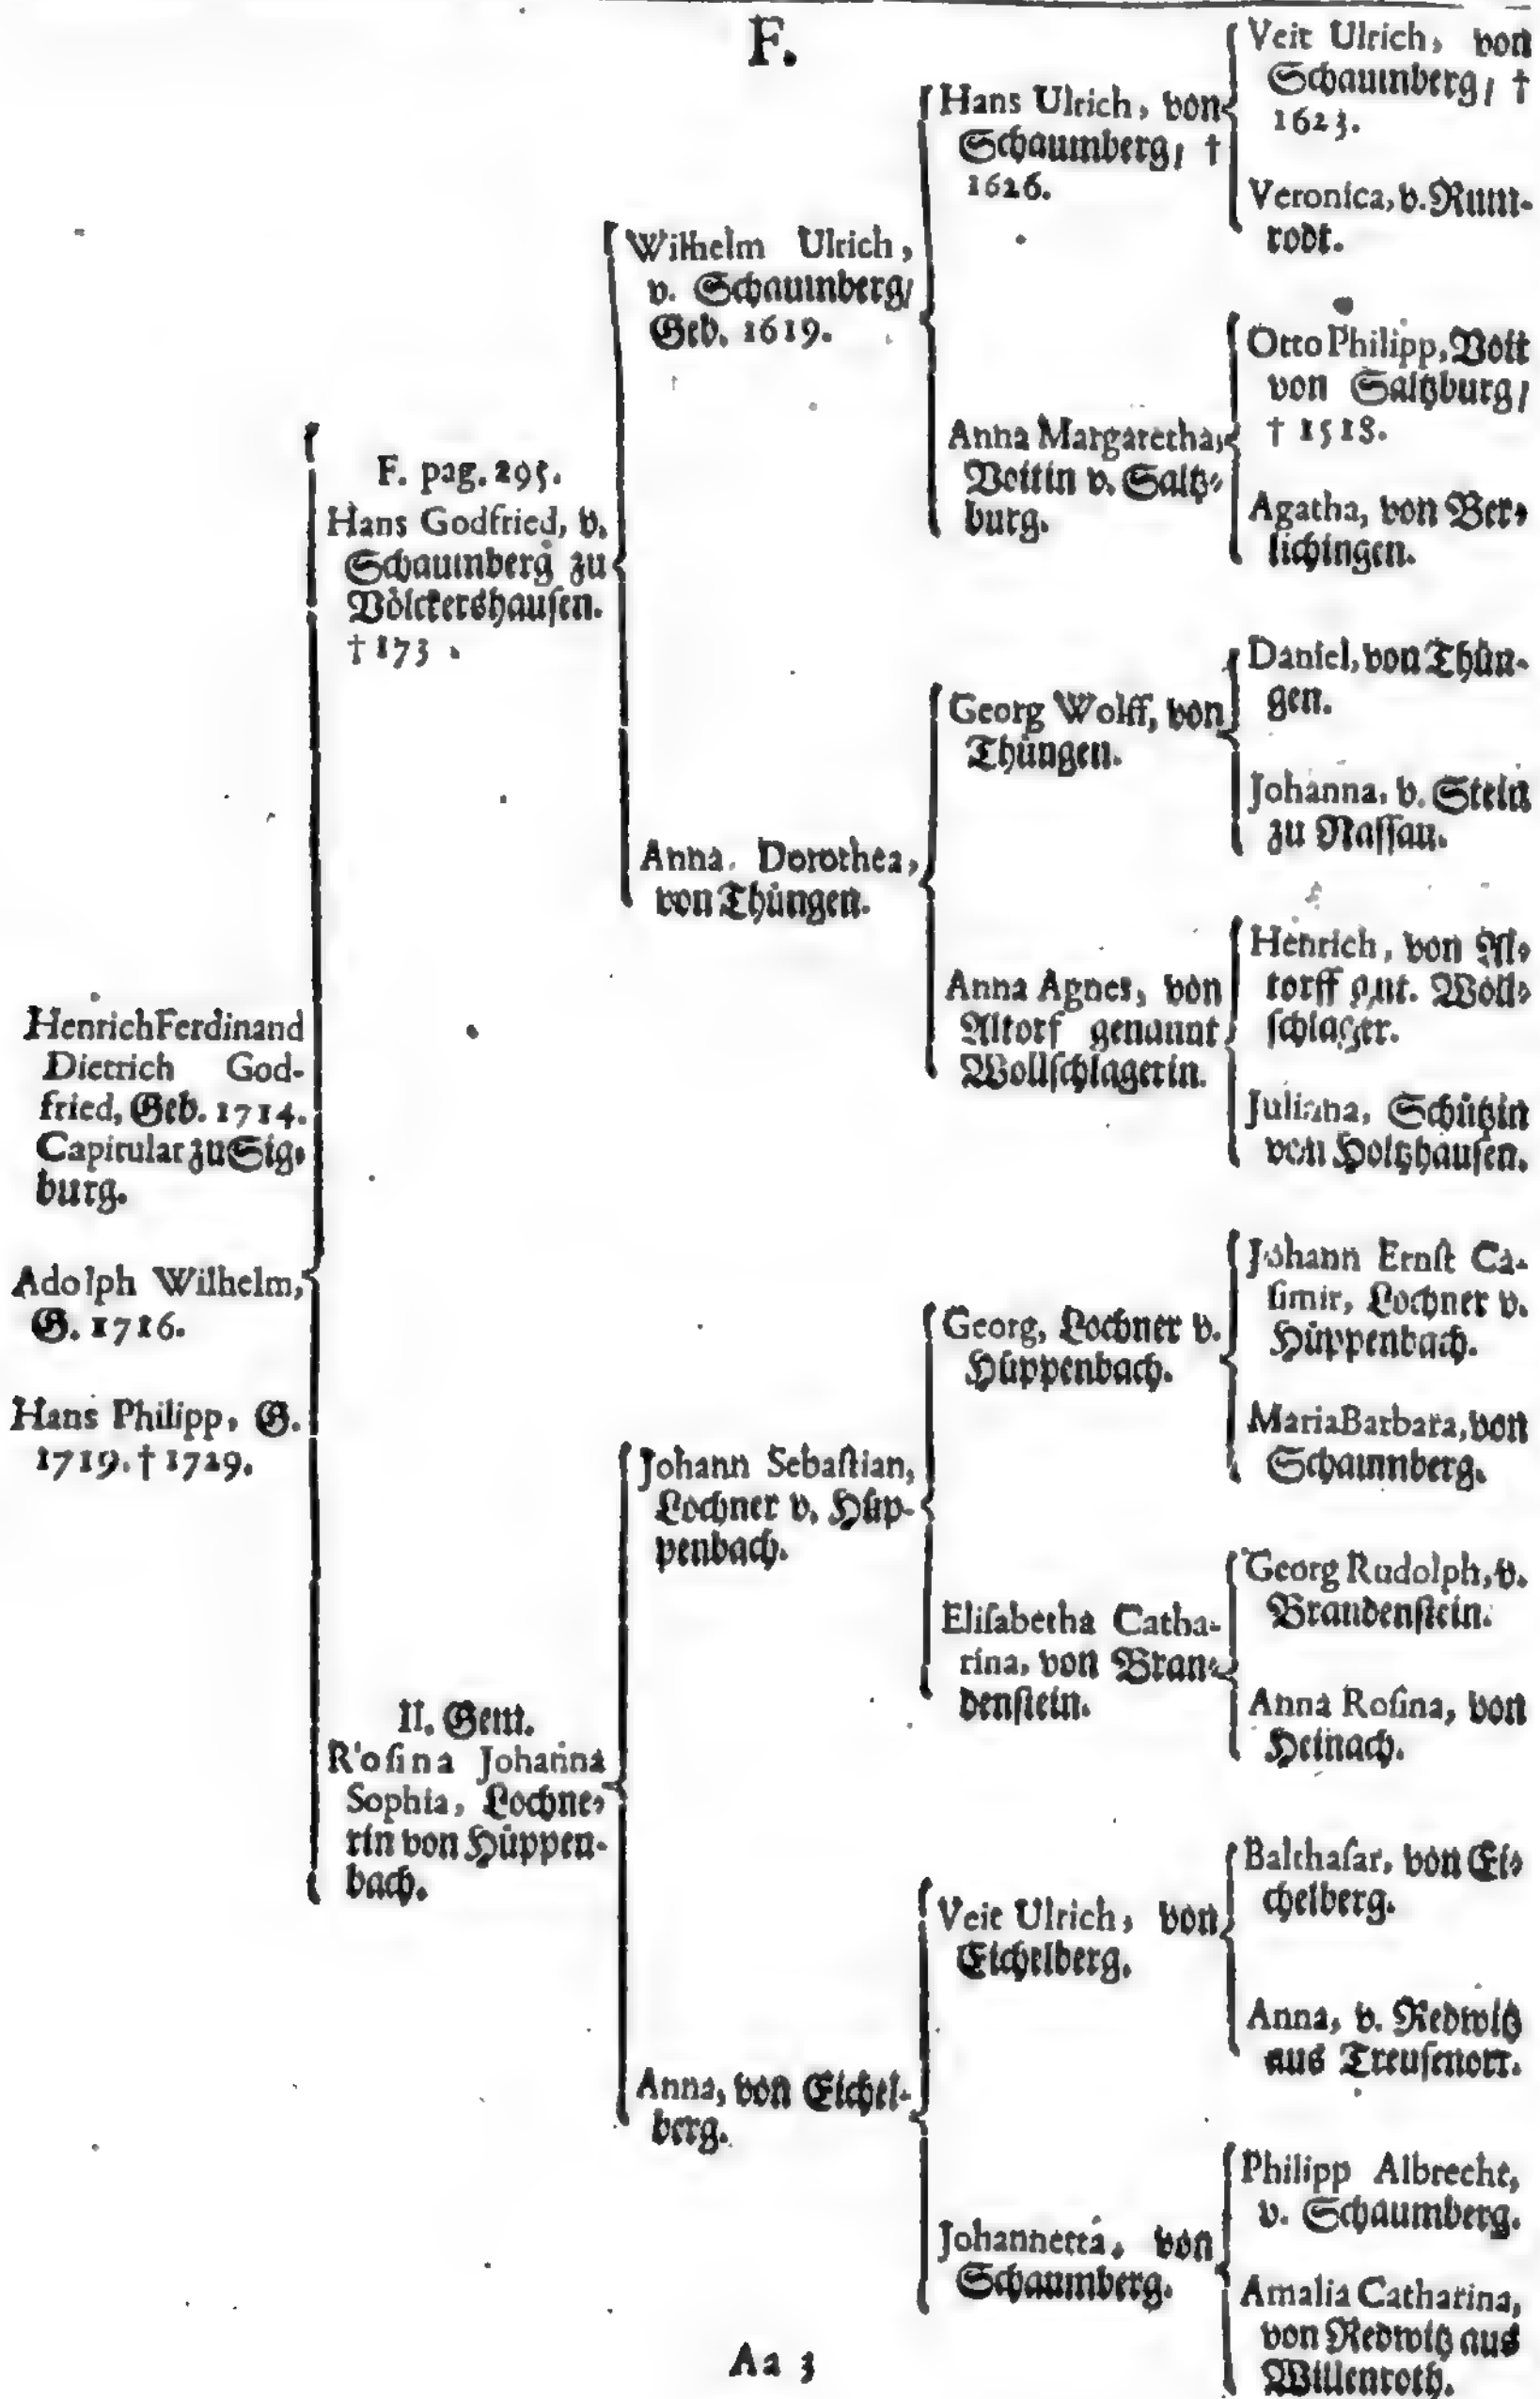 F.
Henrich Ferdinand
Dietrich God-
fried, Geb. 1714.
Capitular zu Sig-
burg.
Adolph Wilhelm,
G. 1716.
Hans Philipp, G.
1719. † 1729.
F. pag. 295.
Hans Godfried, v.
Schaumberg zu
Völckershausen.
† 173 .
II. Gem.
Rosina Johanna
Sophia, Lochne-
rin von Hüppen-
bach.
Wilhelm Ulrich,
v. Schaumberg/
Geb. 1619.
Anna Dorothea,
von Thüngen.
Johann Sebastian,
Lochner v. Hüp-
penbach.
Anna, von Eichel-
berg.
Hans Ulrich, von
Schaumberg/ †
1626.
Anna Margaretha,
Voitin v. Saltz-
burg.
Georg Wolff, von
Thüngen.
Anna Agnes, von
Altorf genannt
Wollschlagerin.
Georg, Lochner v.
Hüppenbach.
Elisabetha Catha-
rina, von Bran-
denstein.
Veit Ulrich, von
Eichelberg.
Johannetta, von
Schaumberg.
Veit Ulrich, von
Schaumberg/ †
1623.
Veronica, v. Rum-
rodt.
Otto Philipp, Voit
von Saltzburg/
† 1518.
Agatha, von Ber-
lichingen.
Daniel, von Thün-
gen.
Johanna, v. Stein
zu Nassau.
Henrich, von Al-
torff gnt. Woll-
schlager.
Juliana, Schützin
von Holtzhausen.
Johann Ernst Ca-
simir, Lochner v.
Hüppenbach.
Maria Barbara, von
Schaumberg.
Georg Rudolph, v.
Brandenstein.
Anna Rosina, von
Heinach.
Balthasar, von Ei-
chelberg.
Anna, v. Redwitz
aus Treusenort.
Philipp Albrecht,
v. Schaumberg.
Amalia Catharina,
von Redwitz aus
Willenroth.
Aa 3